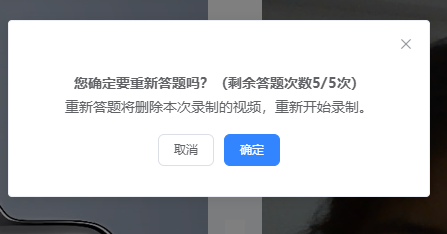 您确定要重新答题吗？（剩余答题次数5/5次）
重新答题将删除本次录制的视频，重新开始录制。
取消
确定